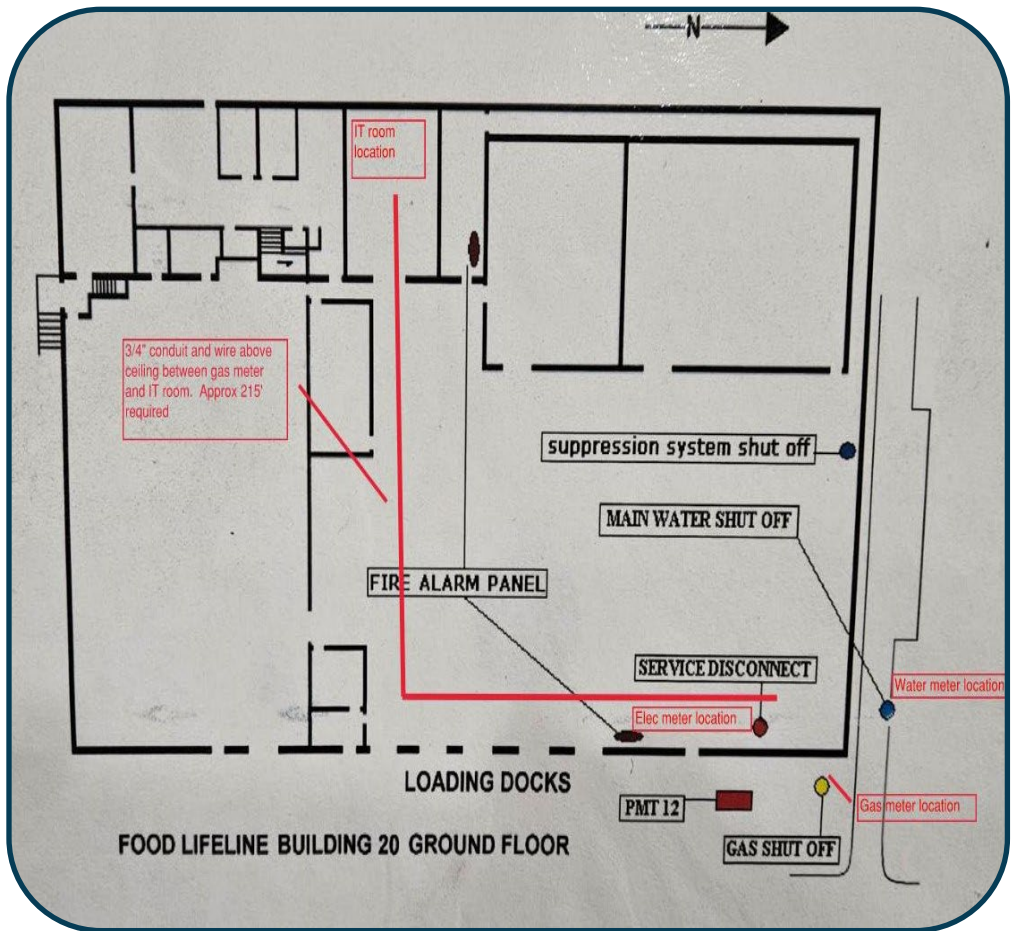 N
IT room
location
3/4" conduit and wire above
ceiling between gas meter
and IT room. Approx 215'
required
suppression system shut off
MAIN WATER SHUT OFF
FIRE ALARM PANEL
SERVICE DISCONNECT
Water meter location
Elec meter location
LOADING DOCKS
PMT 12
Gas meter location
FOOD LIFELINE BUILDING 20 GROUND FLOOR
GAS SHUT OFF